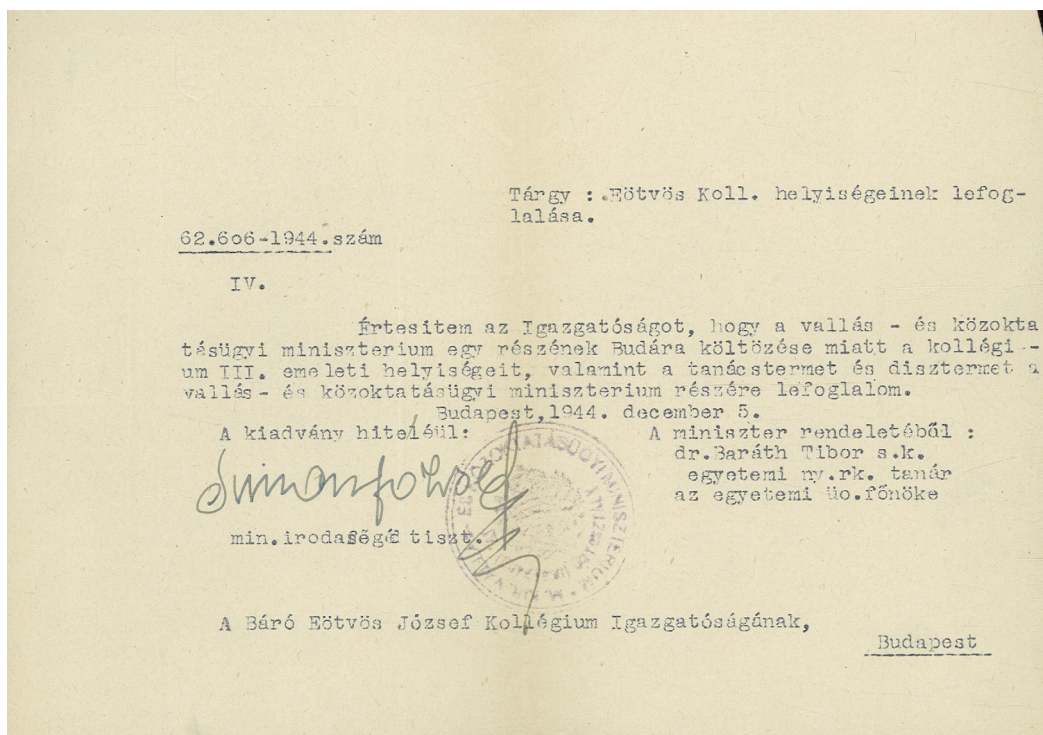 Tárgy : .Eötvös Koll. helyiségeinek lefog-
lalása.
62.6o6-1944.szám
IV.
Értesitem az Igazgatóságot, hogy a vallás - és közokta
tásügyi miniszterium egy részének Budára költözése miatt a kollégi -
um III. emeleti helyiségeit, valamint a tanácstermet és disztermet a
vallás- és közoktatásügyi miniszterium részére lefoglalom.
Budapest,1944. december 5.
A kiadvány hiteléül:
A miniszter rendeletéből :
dr.Baráth Tibor s.k.
egyetemi ny.rk. tanár
az egyetemi üo.főnöke
min.irodasegéd tiszt.
A Báró Eötvös József Kollégium Igazgatóságának,
Budapest